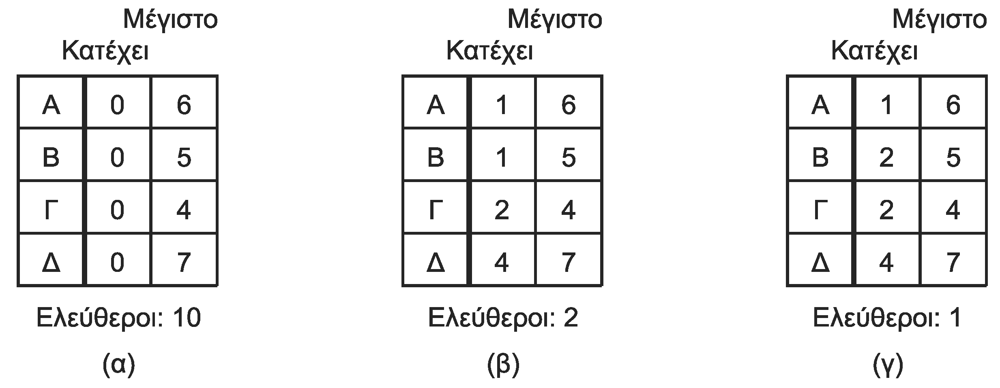 Μέγιστο
Κατέχει
Α 0 6
Β 0 5
Γ 0 4
Δ 0 7
Ελεύθεροι: 10
(α)
Μέγιστο
Κατέχει
Α 1 6
Β 1 5
Γ 2 4
Δ 4 7
Ελεύθεροι: 2
(β)
Μέγιστο
Κατέχει
Α 1 6
Β 2 5
Γ 2 4
Δ 4 7
Ελεύθεροι: 1
(γ)